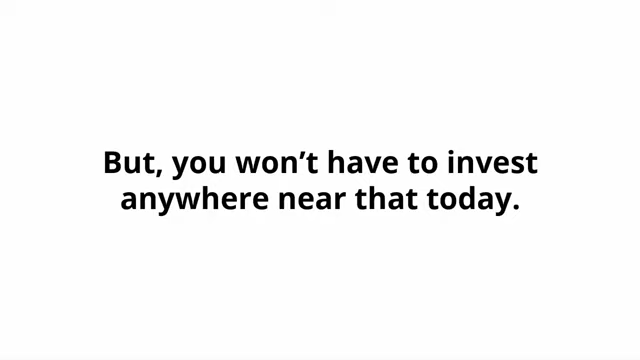 But, you won’t have to invest
anywhere near that today.